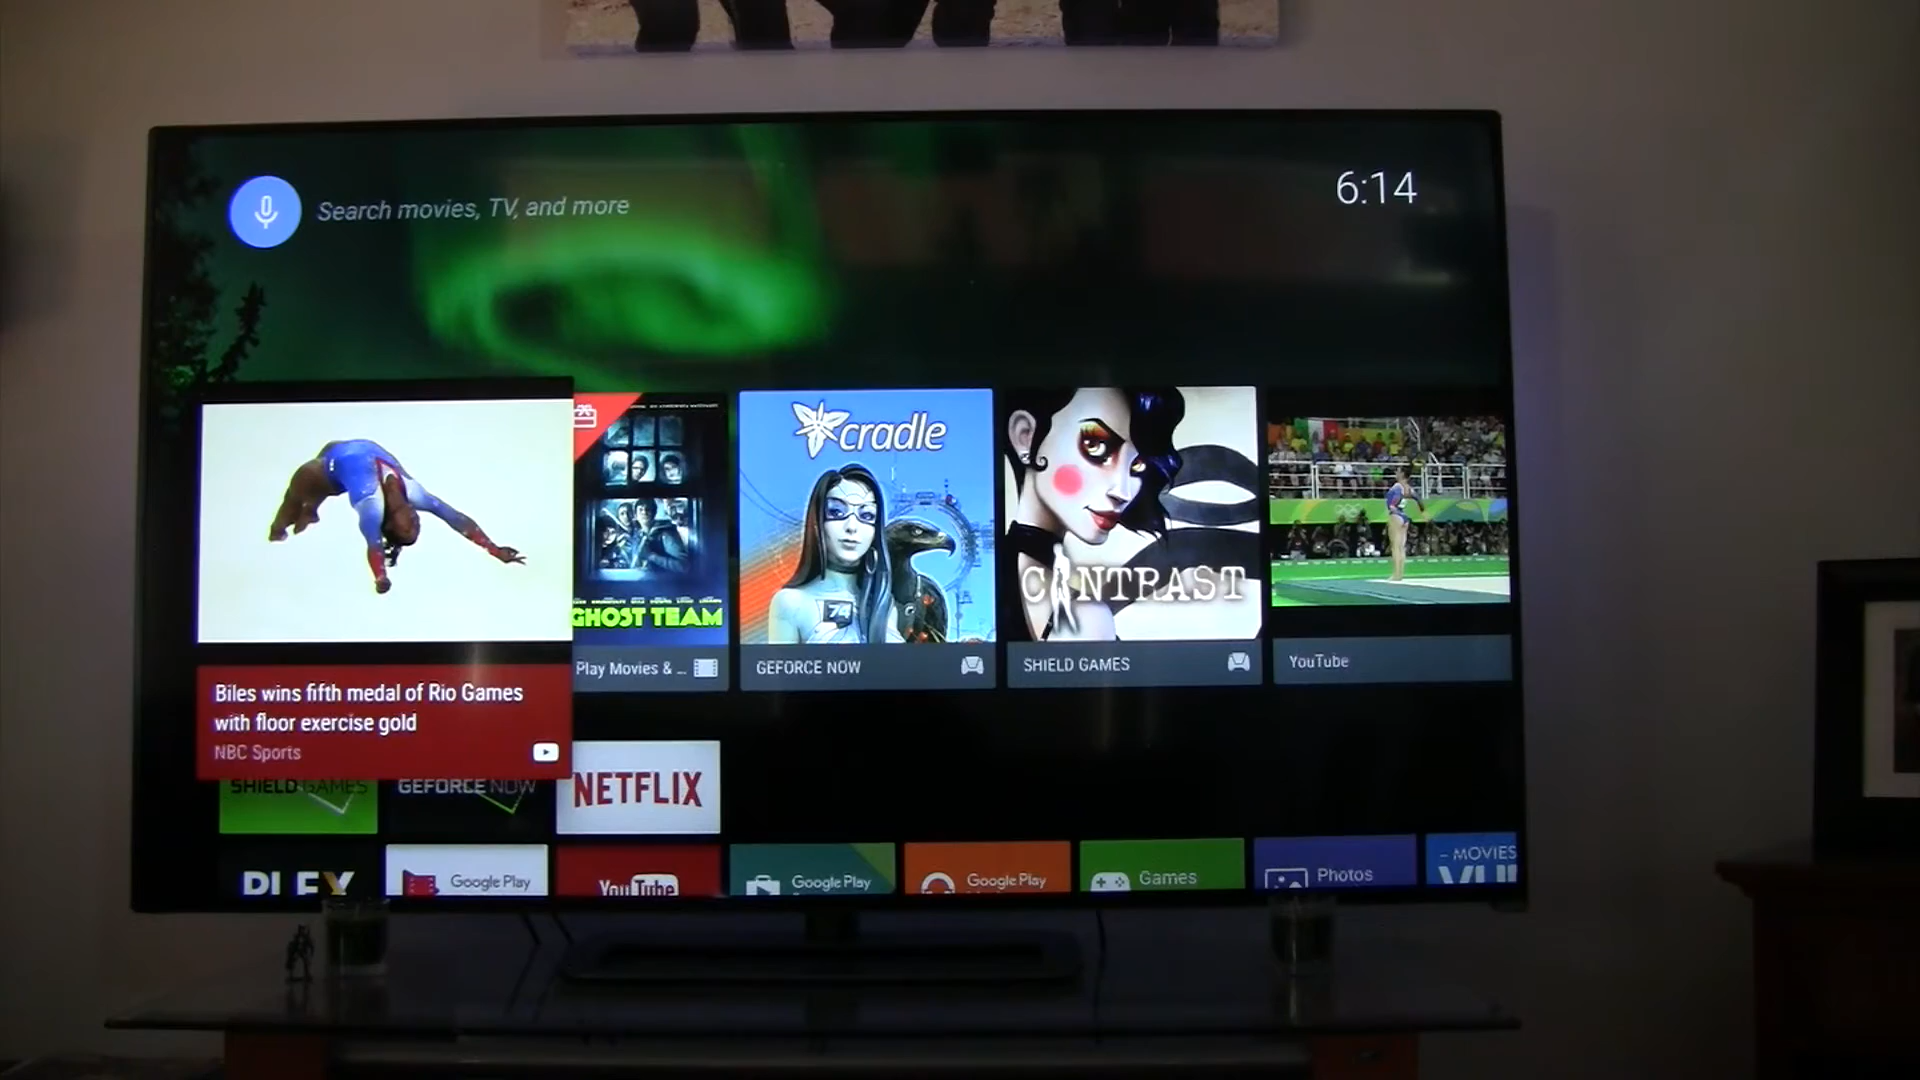 Search movies, TV, and more
6:14
cradle
74
GHOST TEAM
CONTRAST
Play Movies & ...
GEFORCE NOW
SHIELD GAMES
YouTube
Biles wins fifth medal of Rio Games
with floor exercise gold
NBC Sports
SHIELD GAMES
GEFORCE NOW
NETFLIX
PLEX
Google Play
YouTube
Google Play
Google Play
Games
Photos
MOVIES